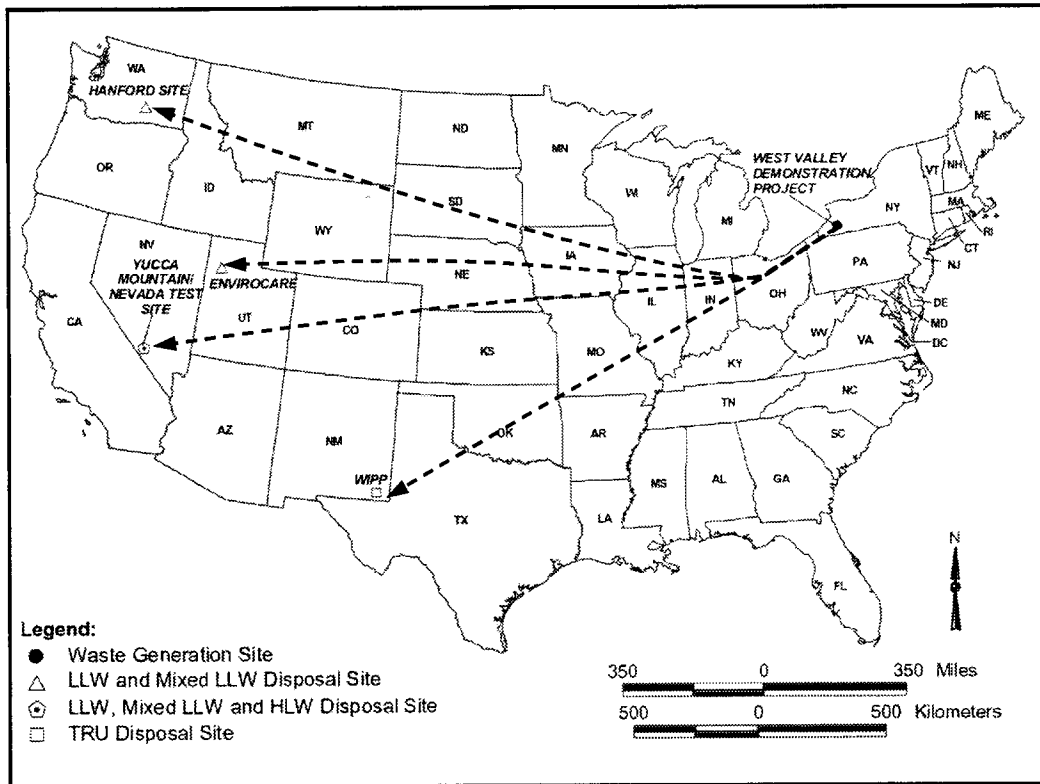 WA
HANFORD SITE
MT
ND
MN
ME
OR
ID
WY
SD
WI
MI
WEST VALLEY
DEMONSTRATION
PROJECT
VT
NH
NY
MA
RI
CT
NV
YUCCA
MOUNTAIN/
NEVADA TEST
SITE
ENVIROCARE
NE
IA
IL
IN
OH
PA
NJ
DE
MD
DC
CA
UT
CO
KS
MO
KY
WV
VA
AZ
NM
OK
AR
TN
NC
SC
WIPP
TX
LA
MS
AL
GA
FL
N
Legend:
Waste Generation Site
LLW and Mixed LLW Disposal Site
LLW, Mixed LLW and HLW Disposal Site
TRU Disposal Site
350 0 350 Miles
500 0 500 Kilometers